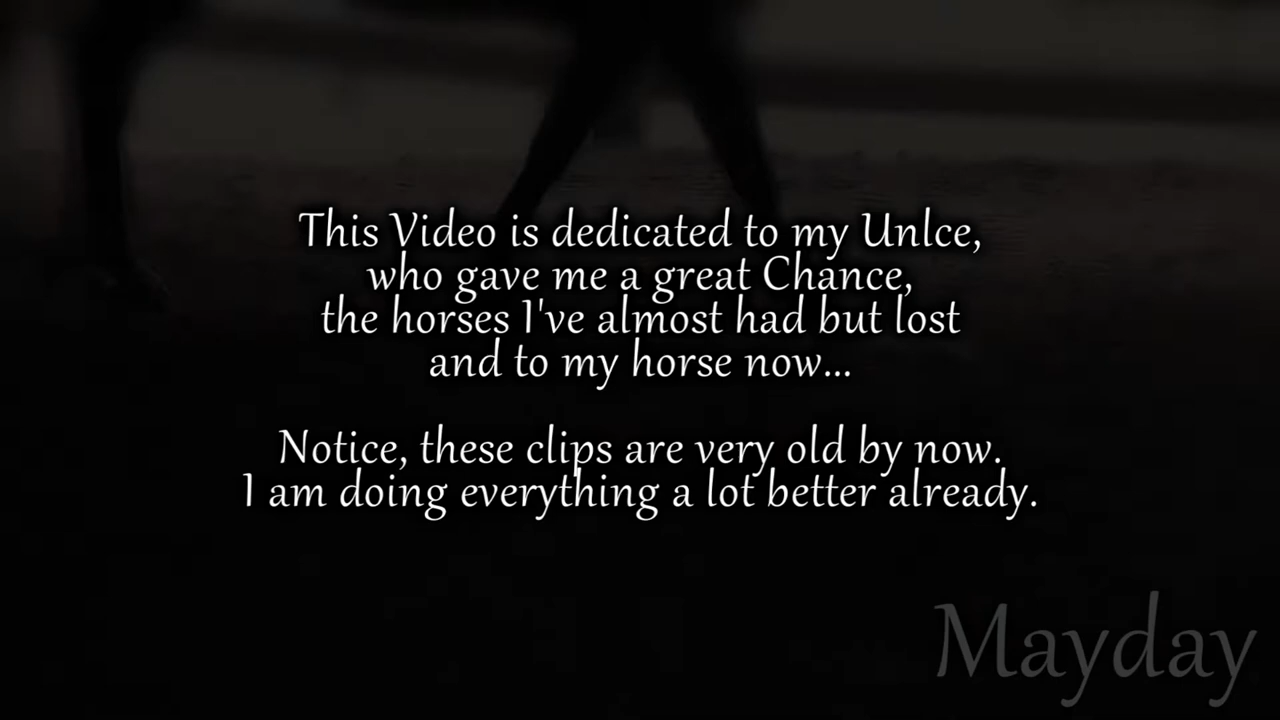 This Video is dedicated to my Unlce,
who gave me a great Chance,
the horses I've almost had but lost
and to my horse now...
Notice, these clips are very old by now.
I am doing everything a lot better already.
Mayday